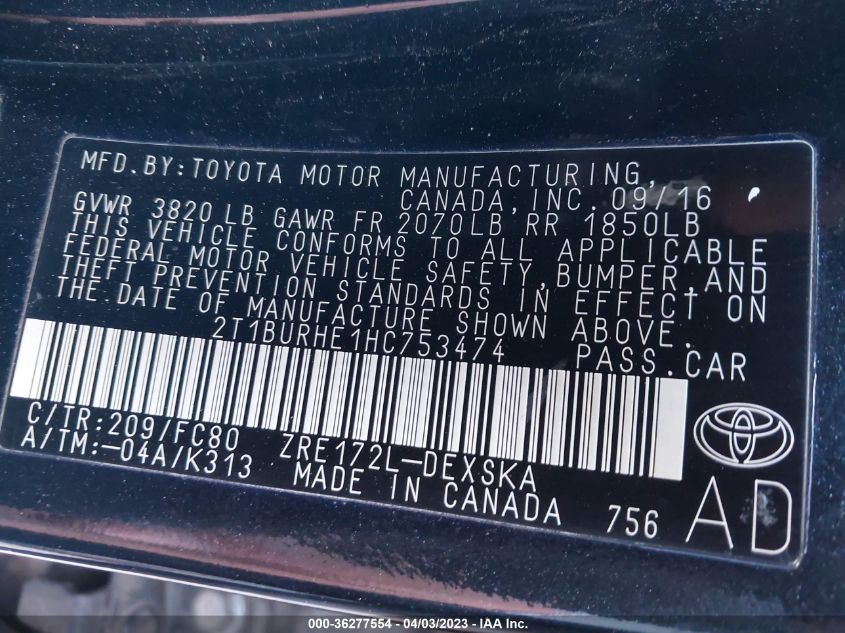 MFD.BY:TOYOTA MOTOR MANUFACTURING,
CANADA,INC. 09/16
GVWR 3820 LB GAWR FR 2070LB RR 1850LB
THIS VEHICLE CONFORMS TO ALL APPLICABLE
FEDERAL MOTOR VEHICLE SAFETY,BUMPER,AND
THEFT PREVENTION STANDARDS IN EFFECT ON
THE DATE OF MANUFACTURE SHOWN ABOVE.
2T1BURHE1HC753474 PASS.CAR
C/TR:209/FC80 ZRE172L-DEXSKA
A/TM:-04A/K313 MADE IN CANADA 756 AD
000-36277554 - 04/03/2023 - IAA Inc.